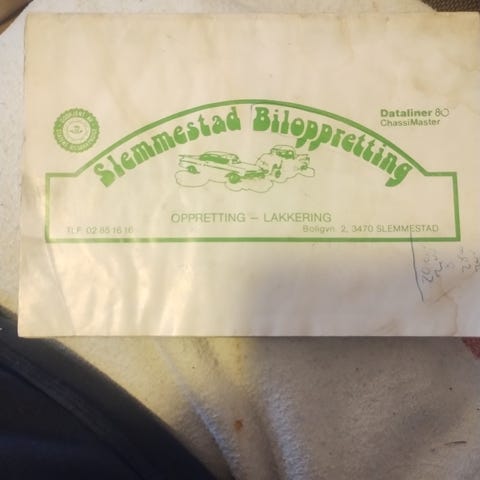 Dataliner 80
ChassiMaster
Slemmestad Biloppretting
OPPRETTING – LAKKERING
TLF. 02 85 16 16
Boligvn. 2, 3470 SLEMMESTAD